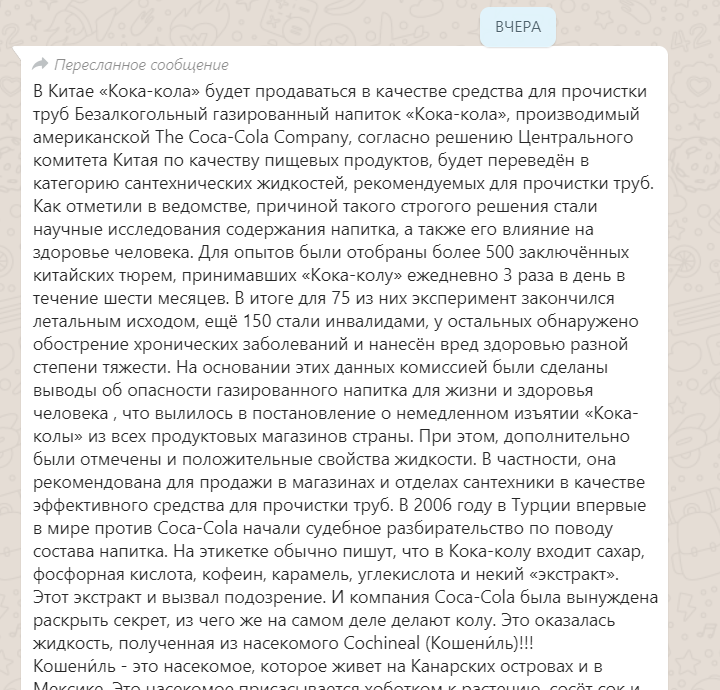 ВЧЕРА
Пересланное сообщение
В Китае «Кока-кола» будет продаваться в качестве средства для прочистки
труб Безалкогольный газированный напиток «Кока-кола», производимый
американской The Coca-Cola Company, согласно решению Центрального
комитета Китая по качеству пищевых продуктов, будет переведён в
категорию сантехнических жидкостей, рекомендуемых для прочистки труб.
Как отметили в ведомстве, причиной такого строгого решения стали
научные исследования содержания напитка, а также его влияние на
здоровье человека. Для опытов были отобраны более 500 заключённых
китайских тюрем, принимавших «Кока-колу» ежедневно 3 раза в день в
течение шести месяцев. В итоге для 75 из них эксперимент закончился
летальным исходом, ещё 150 стали инвалидами, у остальных обнаружено
обострение хронических заболеваний и нанесён вред здоровью разной
степени тяжести. На основании этих данных комиссией были сделаны
выводы об опасности газированного напитка для жизни и здоровья
человека , что вылилось в постановление о немедленном изъятии «Кока-
колы» из всех продуктовых магазинов страны. При этом, дополнительно
были отмечены и положительные свойства жидкости. В частности, она
рекомендована для продажи в магазинах и отделах сантехники в качестве
эффективного средства для прочистки труб. В 2006 году в Турции впервые
в мире против Coca-Cola начали судебное разбирательство по поводу
состава напитка. На этикетке обычно пишут, что в Кока-колу входит сахар,
фосфорная кислота, кофеин, карамель, углекислота и некий «экстракт».
Этот экстракт и вызвал подозрение. И компания Coca-Cola была вынуждена
раскрыть секрет, из чего же на самом деле делают колу. Это оказалась
жидкость, полученная из насекомого Cochineal (Кошени́ль)!!!
Кошени́ль - это насекомое, которое живет на Канарских островах и в
Мексике. Это насекомое присасывается хоботком к растению, сосёт сок и